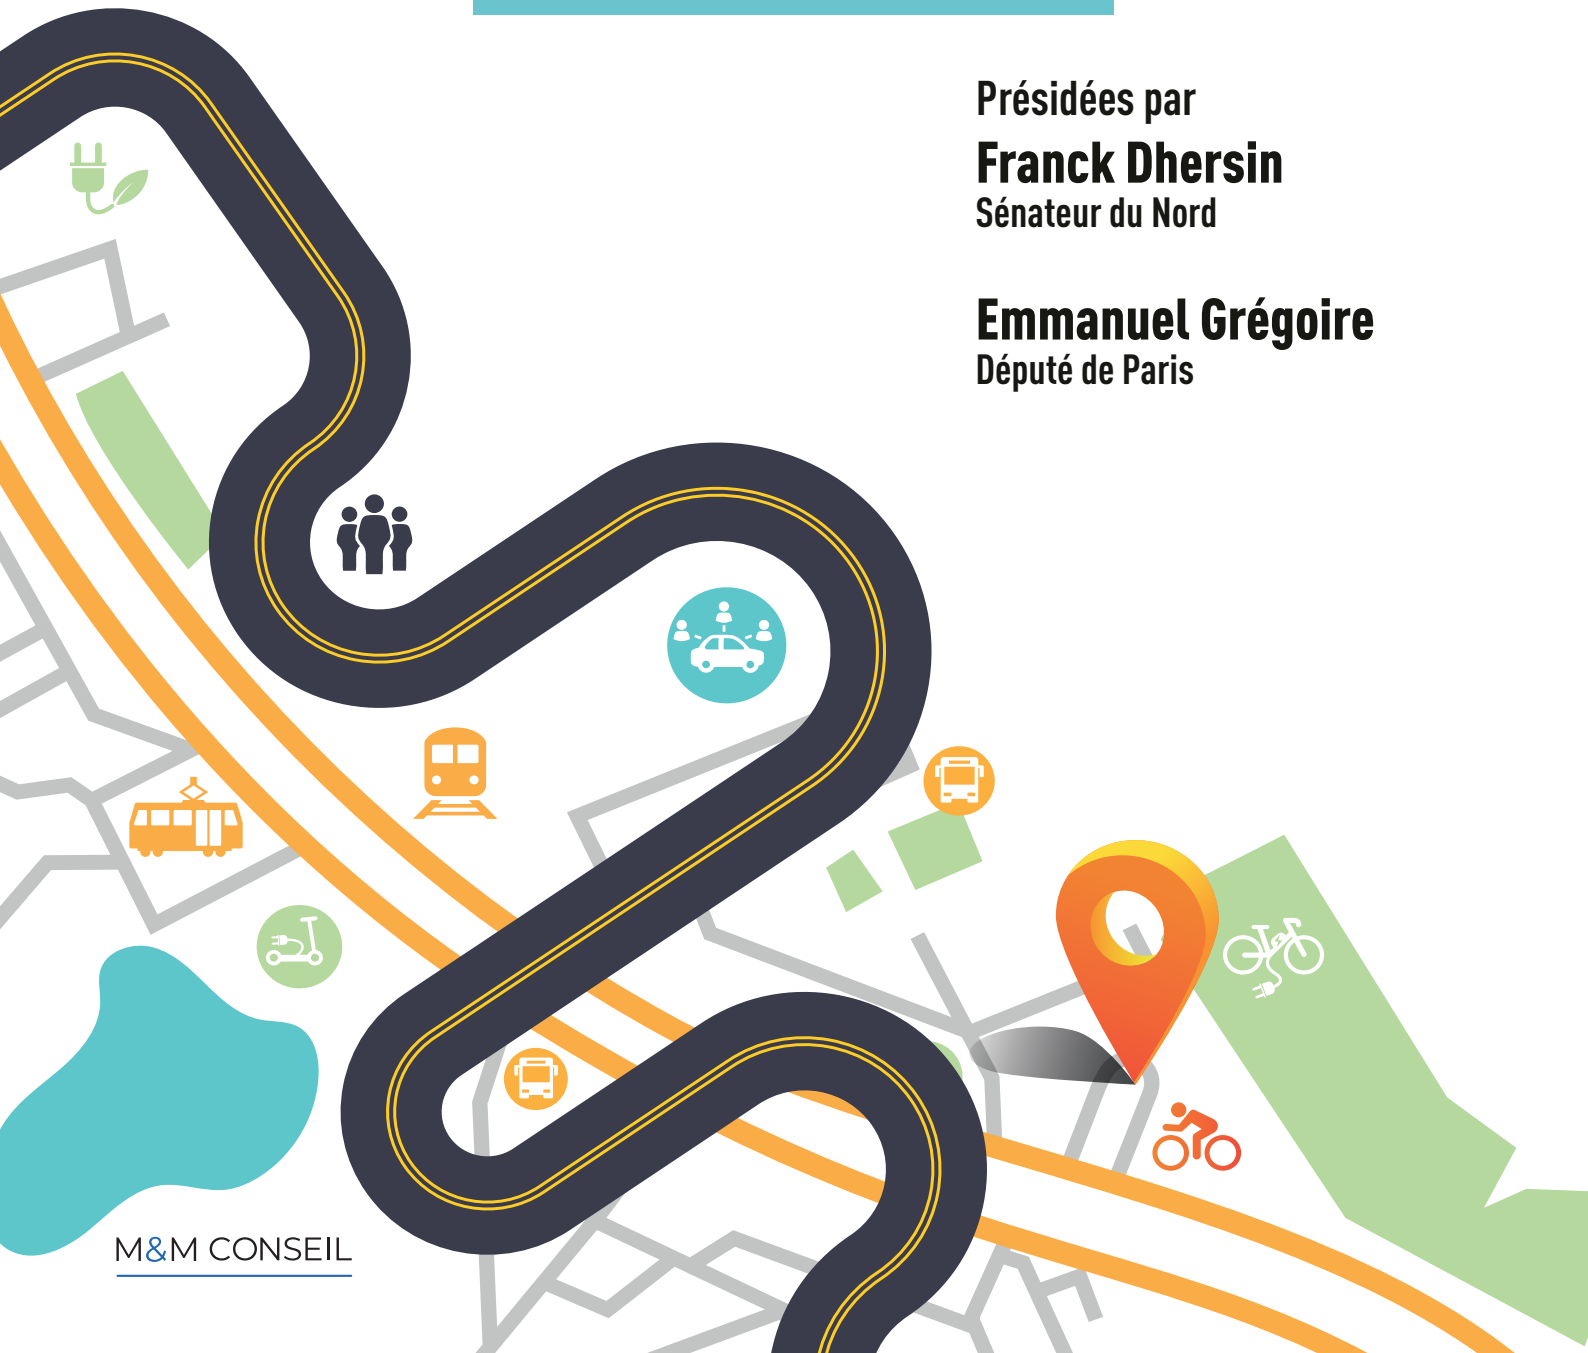 Présidées par
Franck Dhersin
Sénateur du Nord
Emmanuel Grégoire
Député de Paris
M&M CONSEIL